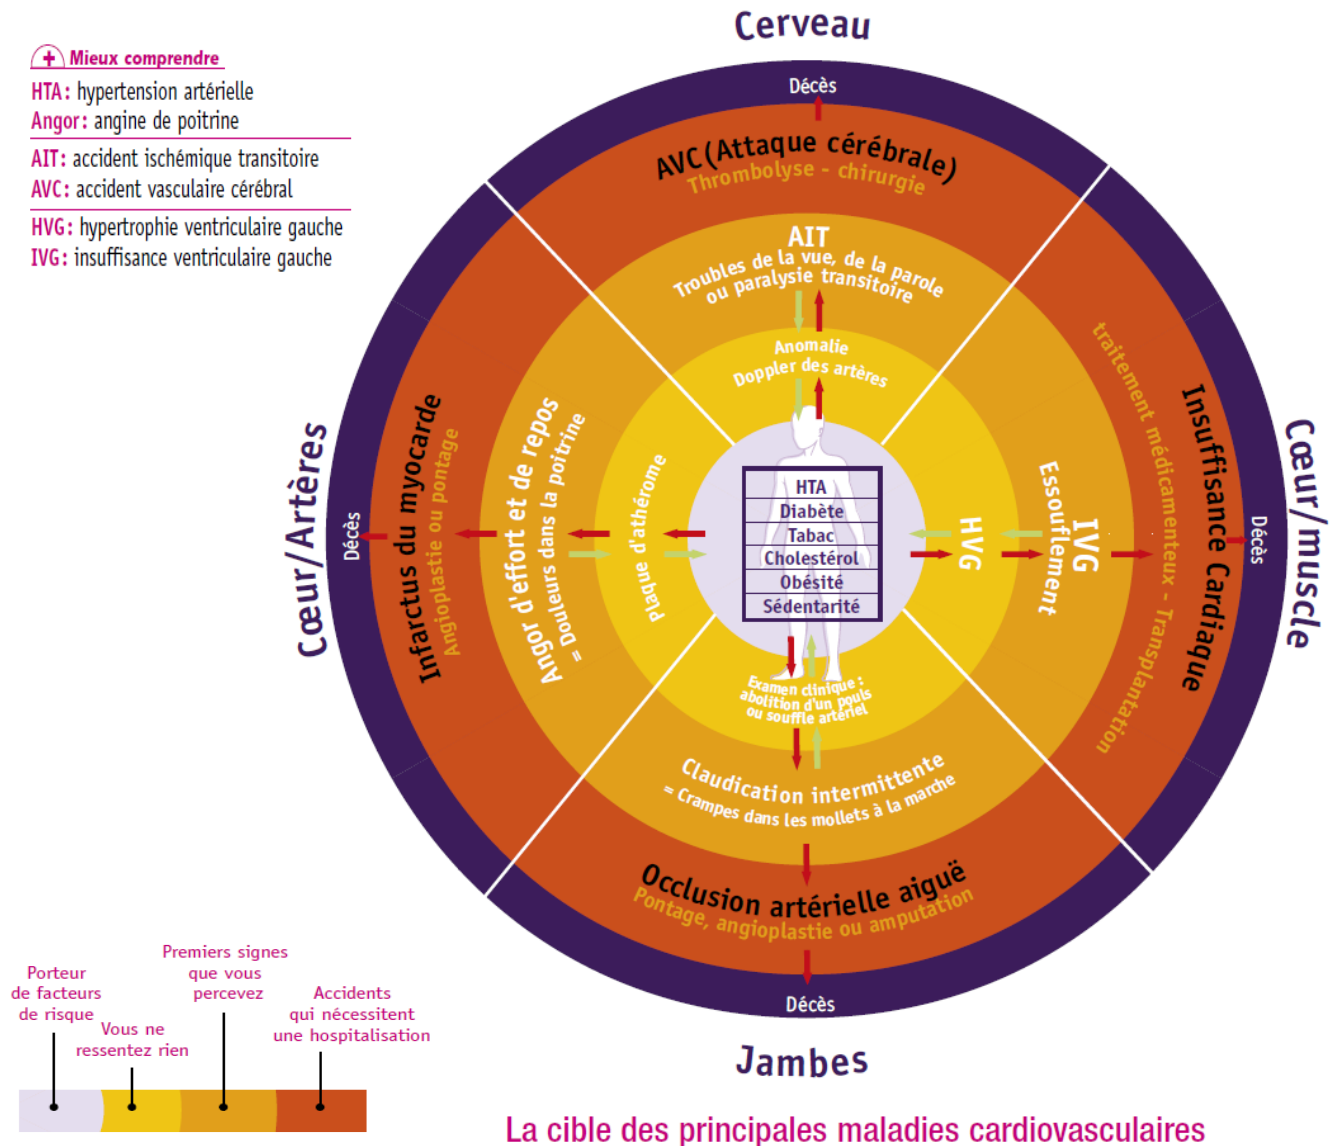 Mieux comprendre
HTA : hypertension artérielle
Angor : angine de poitrine
AIT : accident ischémique transitoire
AVC : accident vasculaire cérébral
HVG : hypertrophie ventriculaire gauche
IVG : insuffisance ventriculaire gauche
Cerveau
Décès
AVC (Attaque cérébrale)
Thrombolyse - chirurgie
AIT
Troubles de la vue, de la parole
ou paralysie transitoire
Anomalie
Doppler des artères
Cœur/Artères
Décès
Infarctus du myocarde
Angioplastie ou pontage
Angor d'effort et de repos
= Douleurs dans la poitrine
Plaque d'athérome
HTA
Diabète
Tabac
Cholestérol
Obésité
Sédentarité
HVG
Essouflement
IVG
traitement médicamenteux - Transplantation
Insuffisance Cardiaque
Décès
Cœur/muscle
Examen clinique :
abolition d'un pouls
ou souffle artériel
Claudication intermittente
= Crampes dans les mollets à la marche
Occlusion artérielle aiguë
Pontage, angioplastie ou amputation
Décès
Jambes
Porteur
de facteurs
de risque
Vous ne
ressentez rien
Premiers signes
que vous
percevez
Accidents
qui nécessitent
une hospitalisation
La cible des principales maladies cardiovasculaires